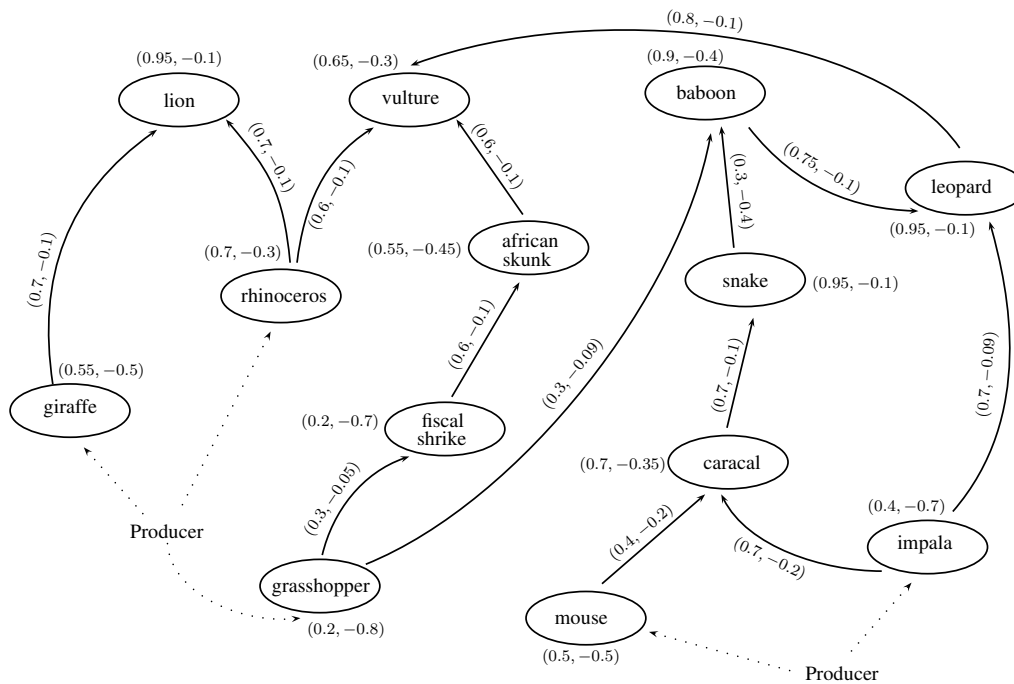 (0.8, −0.1)
(0.95, −0.1)
(0.65, −0.3)
(0.9, −0.4)
lion
vulture
baboon
(0.7, −0.1)
(0.6, −0.1)
(0.6, −0.1)
(0.3, −0.4)
(0.75, −0.1)
leopard
(0.95, −0.1)
(0.7, −0.1)
(0.7, −0.3)
rhinoceros
(0.55, −0.45)
african
skunk
snake
(0.95, −0.1)
(0.6, −0.1)
(0.3, −0.09)
(0.7, −0.1)
(0.7, −0.09)
(0.55, −0.5)
giraffe
(0.2, −0.7)
fiscal
shrike
(0.7, −0.35)
caracal
(0.3, −0.05)
(0.4, −0.2)
(0.7, −0.2)
(0.4, −0.7)
impala
Producer
grasshopper
(0.2, −0.8)
mouse
(0.5, −0.5)
Producer